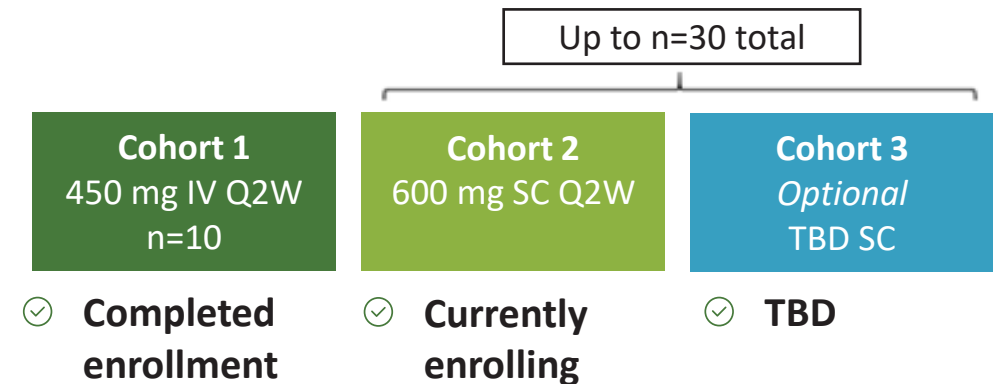 Up to n=30 total
Cohort 1
450 mg IV Q2W
n=10
Cohort 2
600 mg SC Q2W
Cohort 3
Optional
TBD SC
Completed
enrollment
Currently
enrolling
TBD